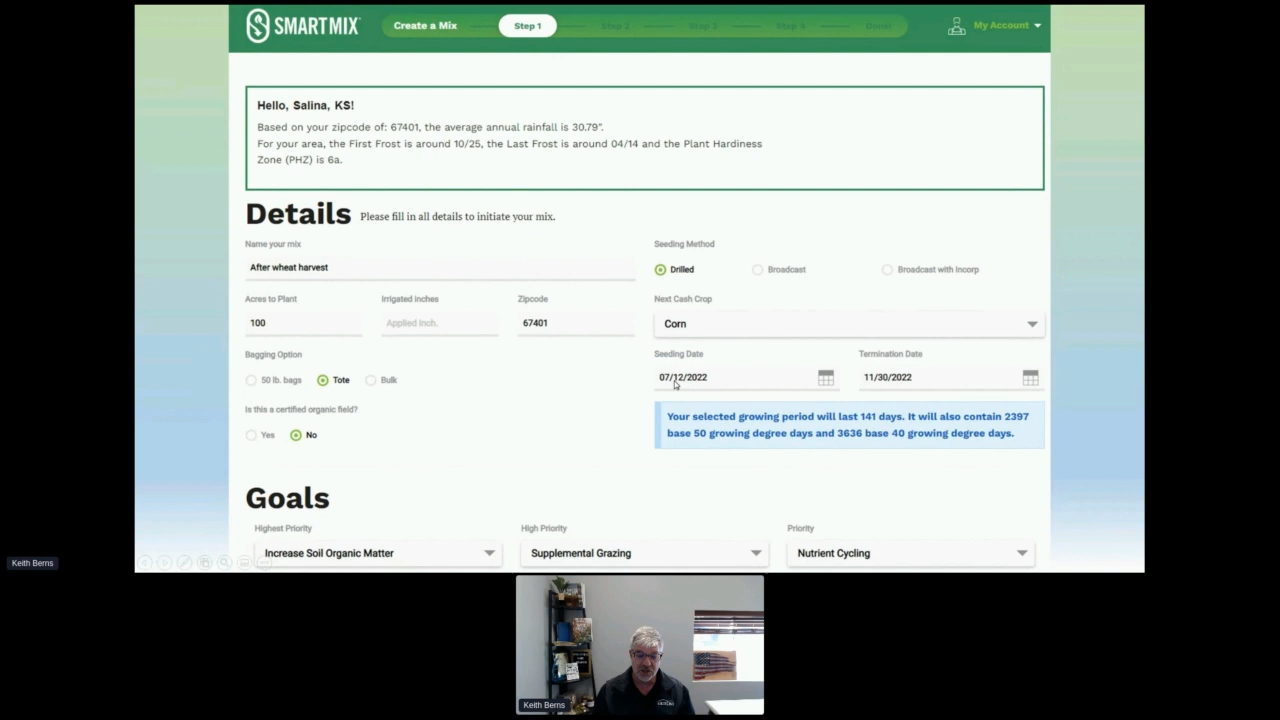 SMARTMIX
Create a Mix
Step 1
Step 2
Step 3
Step 4
Done!
My Account
Hello, Salina, KS!
Based on your zipcode of: 67401, the average annual rainfall is 30.79".
For your area, the First Frost is around 10/25, the Last Frost is around 04/14 and the Plant Hardiness
Zone (PHZ) is 6a.
Details Please fill in all details to initiate your mix.
Name your mix
After wheat harvest
Seeding Method
Drilled
Broadcast
Broadcast with Incorp
Acres to Plant
Irrigated inches
Zipcode
100
Applied Inch.
67401
Next Cash Crop
Corn
Bagging Option
50 lb. bags
Tote
Bulk
Seeding Date
Termination Date
07/12/2022
11/30/2022
Is this a certified organic field?
Yes
No
Your selected growing period will last 141 days. It will also contain 2397
base 50 growing degree days and 3636 base 40 growing degree days.
Goals
Highest Priority
High Priority
Priority
Increase Soil Organic Matter
Supplemental Grazing
Nutrient Cycling
Keith Berns
Keith Berns